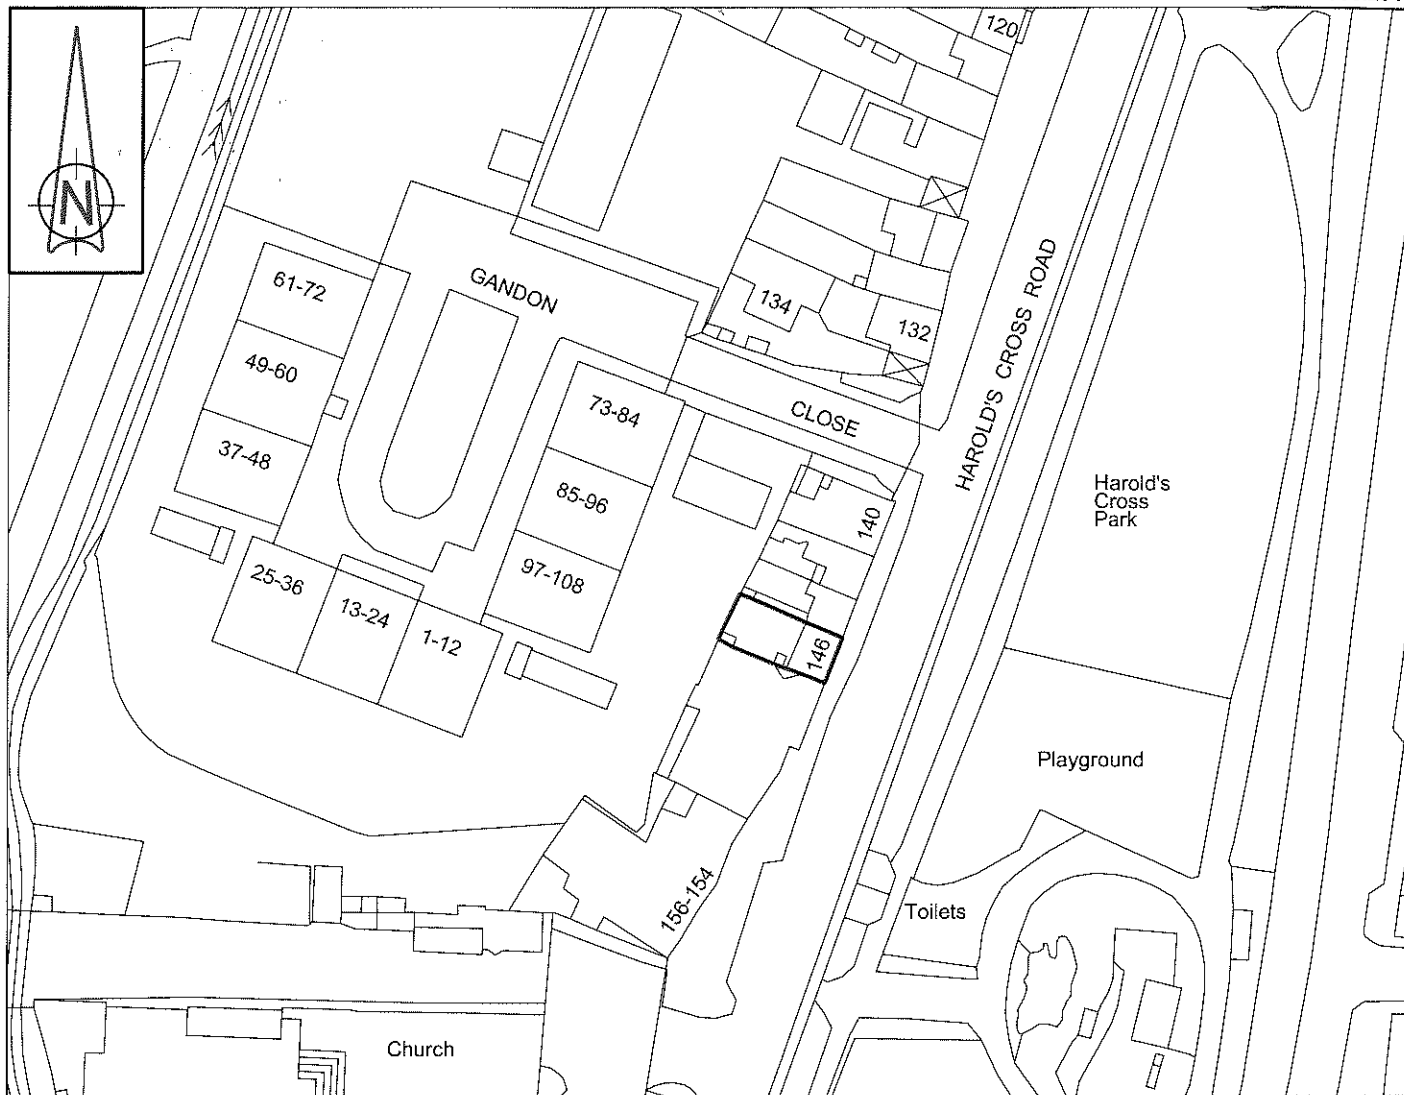 120
N
61-72
GANDON
134
132
HAROLD'S CROSS ROAD
49-60
73-84
CLOSE
37-48
85-96
Harold's
Cross
Park
140
97-108
25-36
13-24
1-12
146
Playground
156-154
Toilets
Church